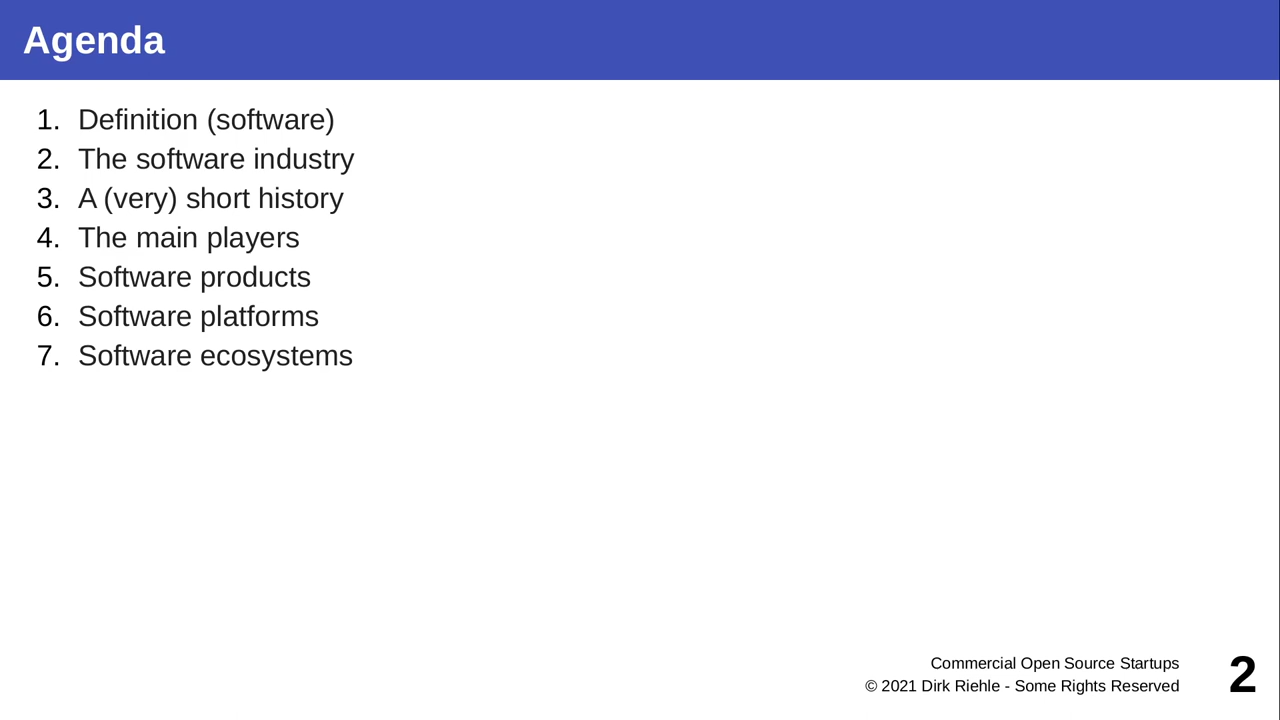 Agenda
1. Definition (software)
2. The software industry
3. A (very) short history
4. The main players
5. Software products
6. Software platforms
7. Software ecosystems
Commercial Open Source Startups
© 2021 Dirk Riehle - Some Rights Reserved
2